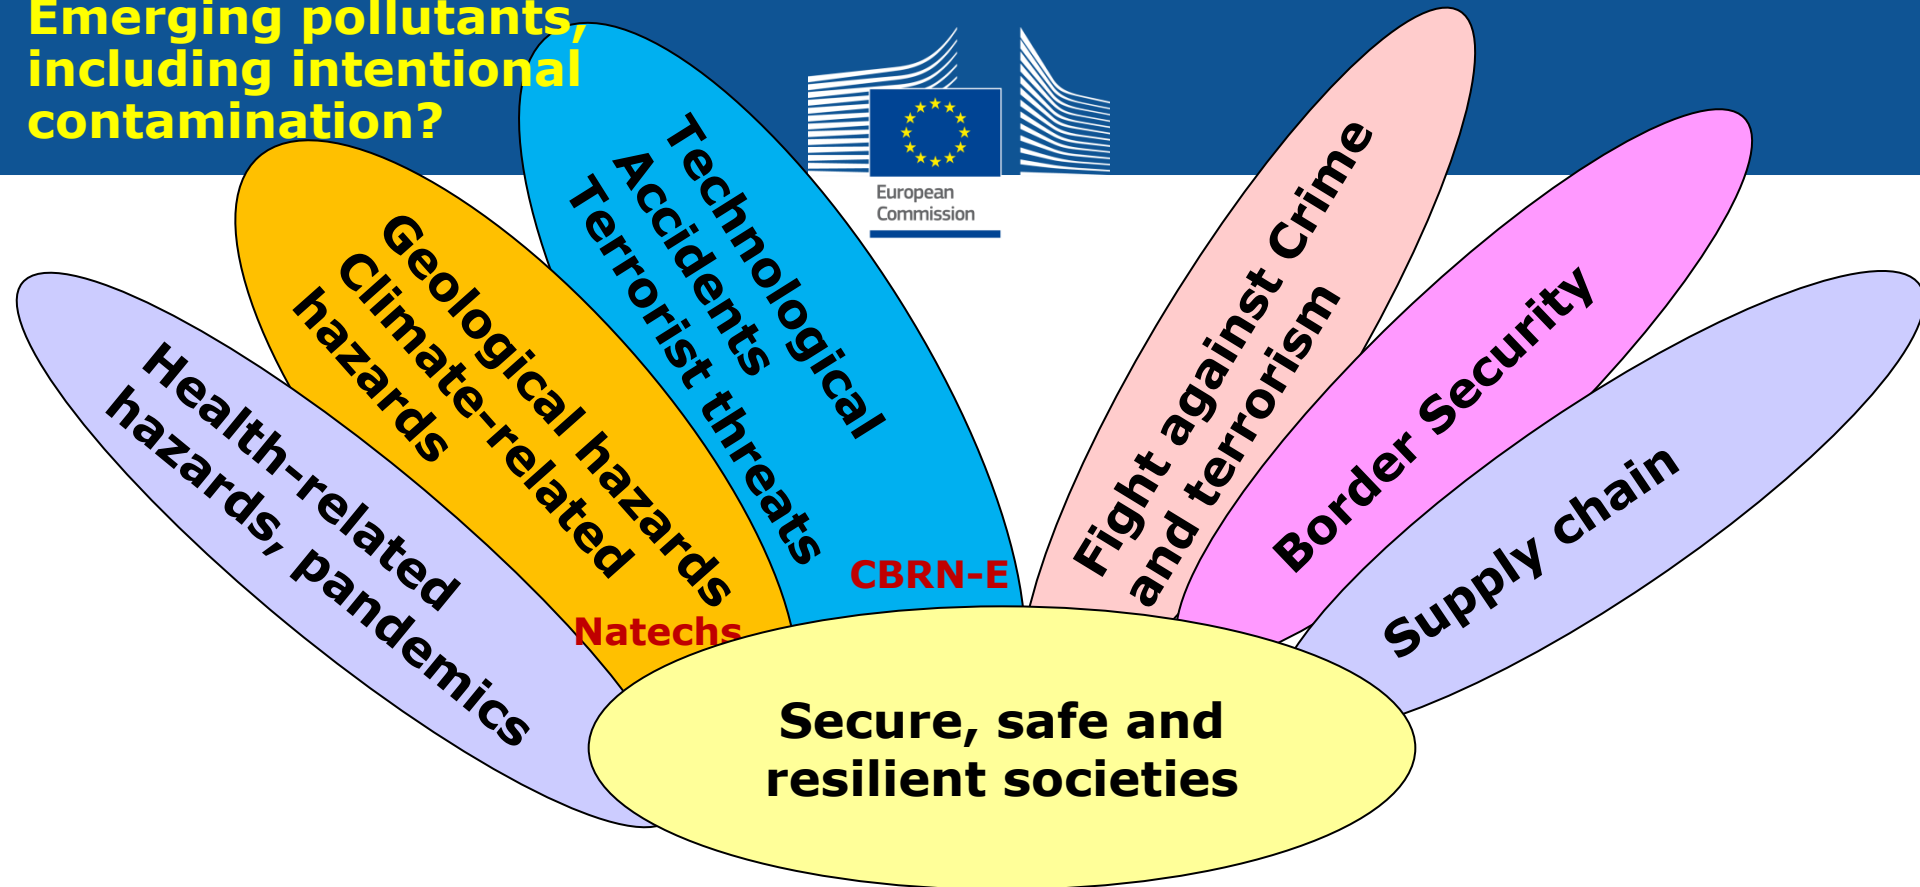 Emerging pollutants,
including intentional
contamination?
European
Commission
Health-related
hazards, pandemics
Geological hazards
Climate-related
hazards
Natechs
Technological
Accidents
Terrorist threats
CBRN-E
Fight against Crime
and terrorism
Border Security
Supply chain
Secure, safe and
resilient societies